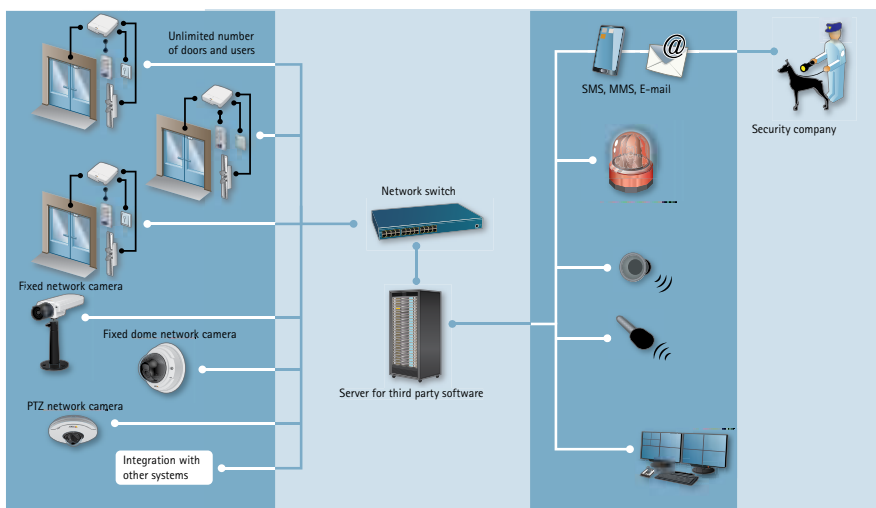 Unlimited number
of doors and users
SMS, MMS, E-mail
Security company
Network switch
Fixed network camera
Fixed dome network camera
Server for third party software
PTZ network camera
Integration with
other systems